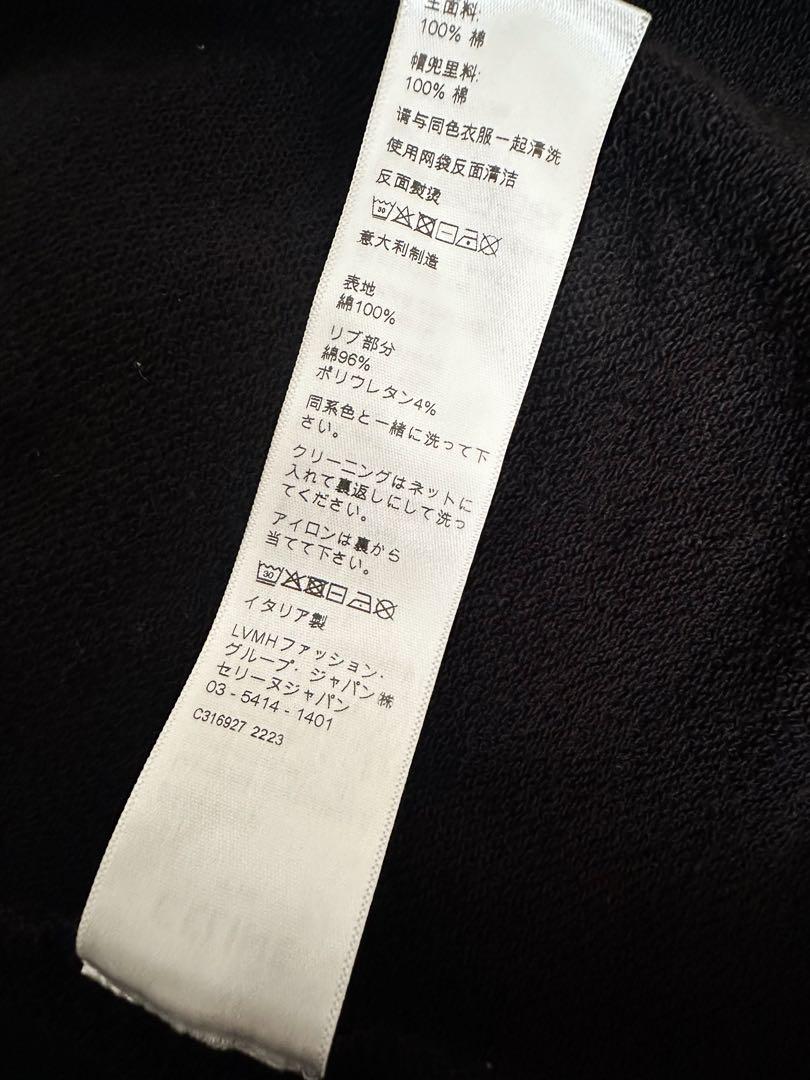 主面料:
100% 棉
帽兜里料:
100% 棉
请与同色衣服一起清洗
使用网袋反面清洁
反面熨烫
30
意大利制造
表地
綿100%
リブ部分
綿96%
ポリウレタン4%
同系色と一緒に洗って下
さい。
クリーニングはネットに
入れて裏返しにして洗っ
てください。
アイロンは裏から
当てて下さい。
30
イタリア製
LVMHファッション・
グループ・ジャパン㈱
セリーヌジャパン
03 - 5414 - 1401
C316927 2223